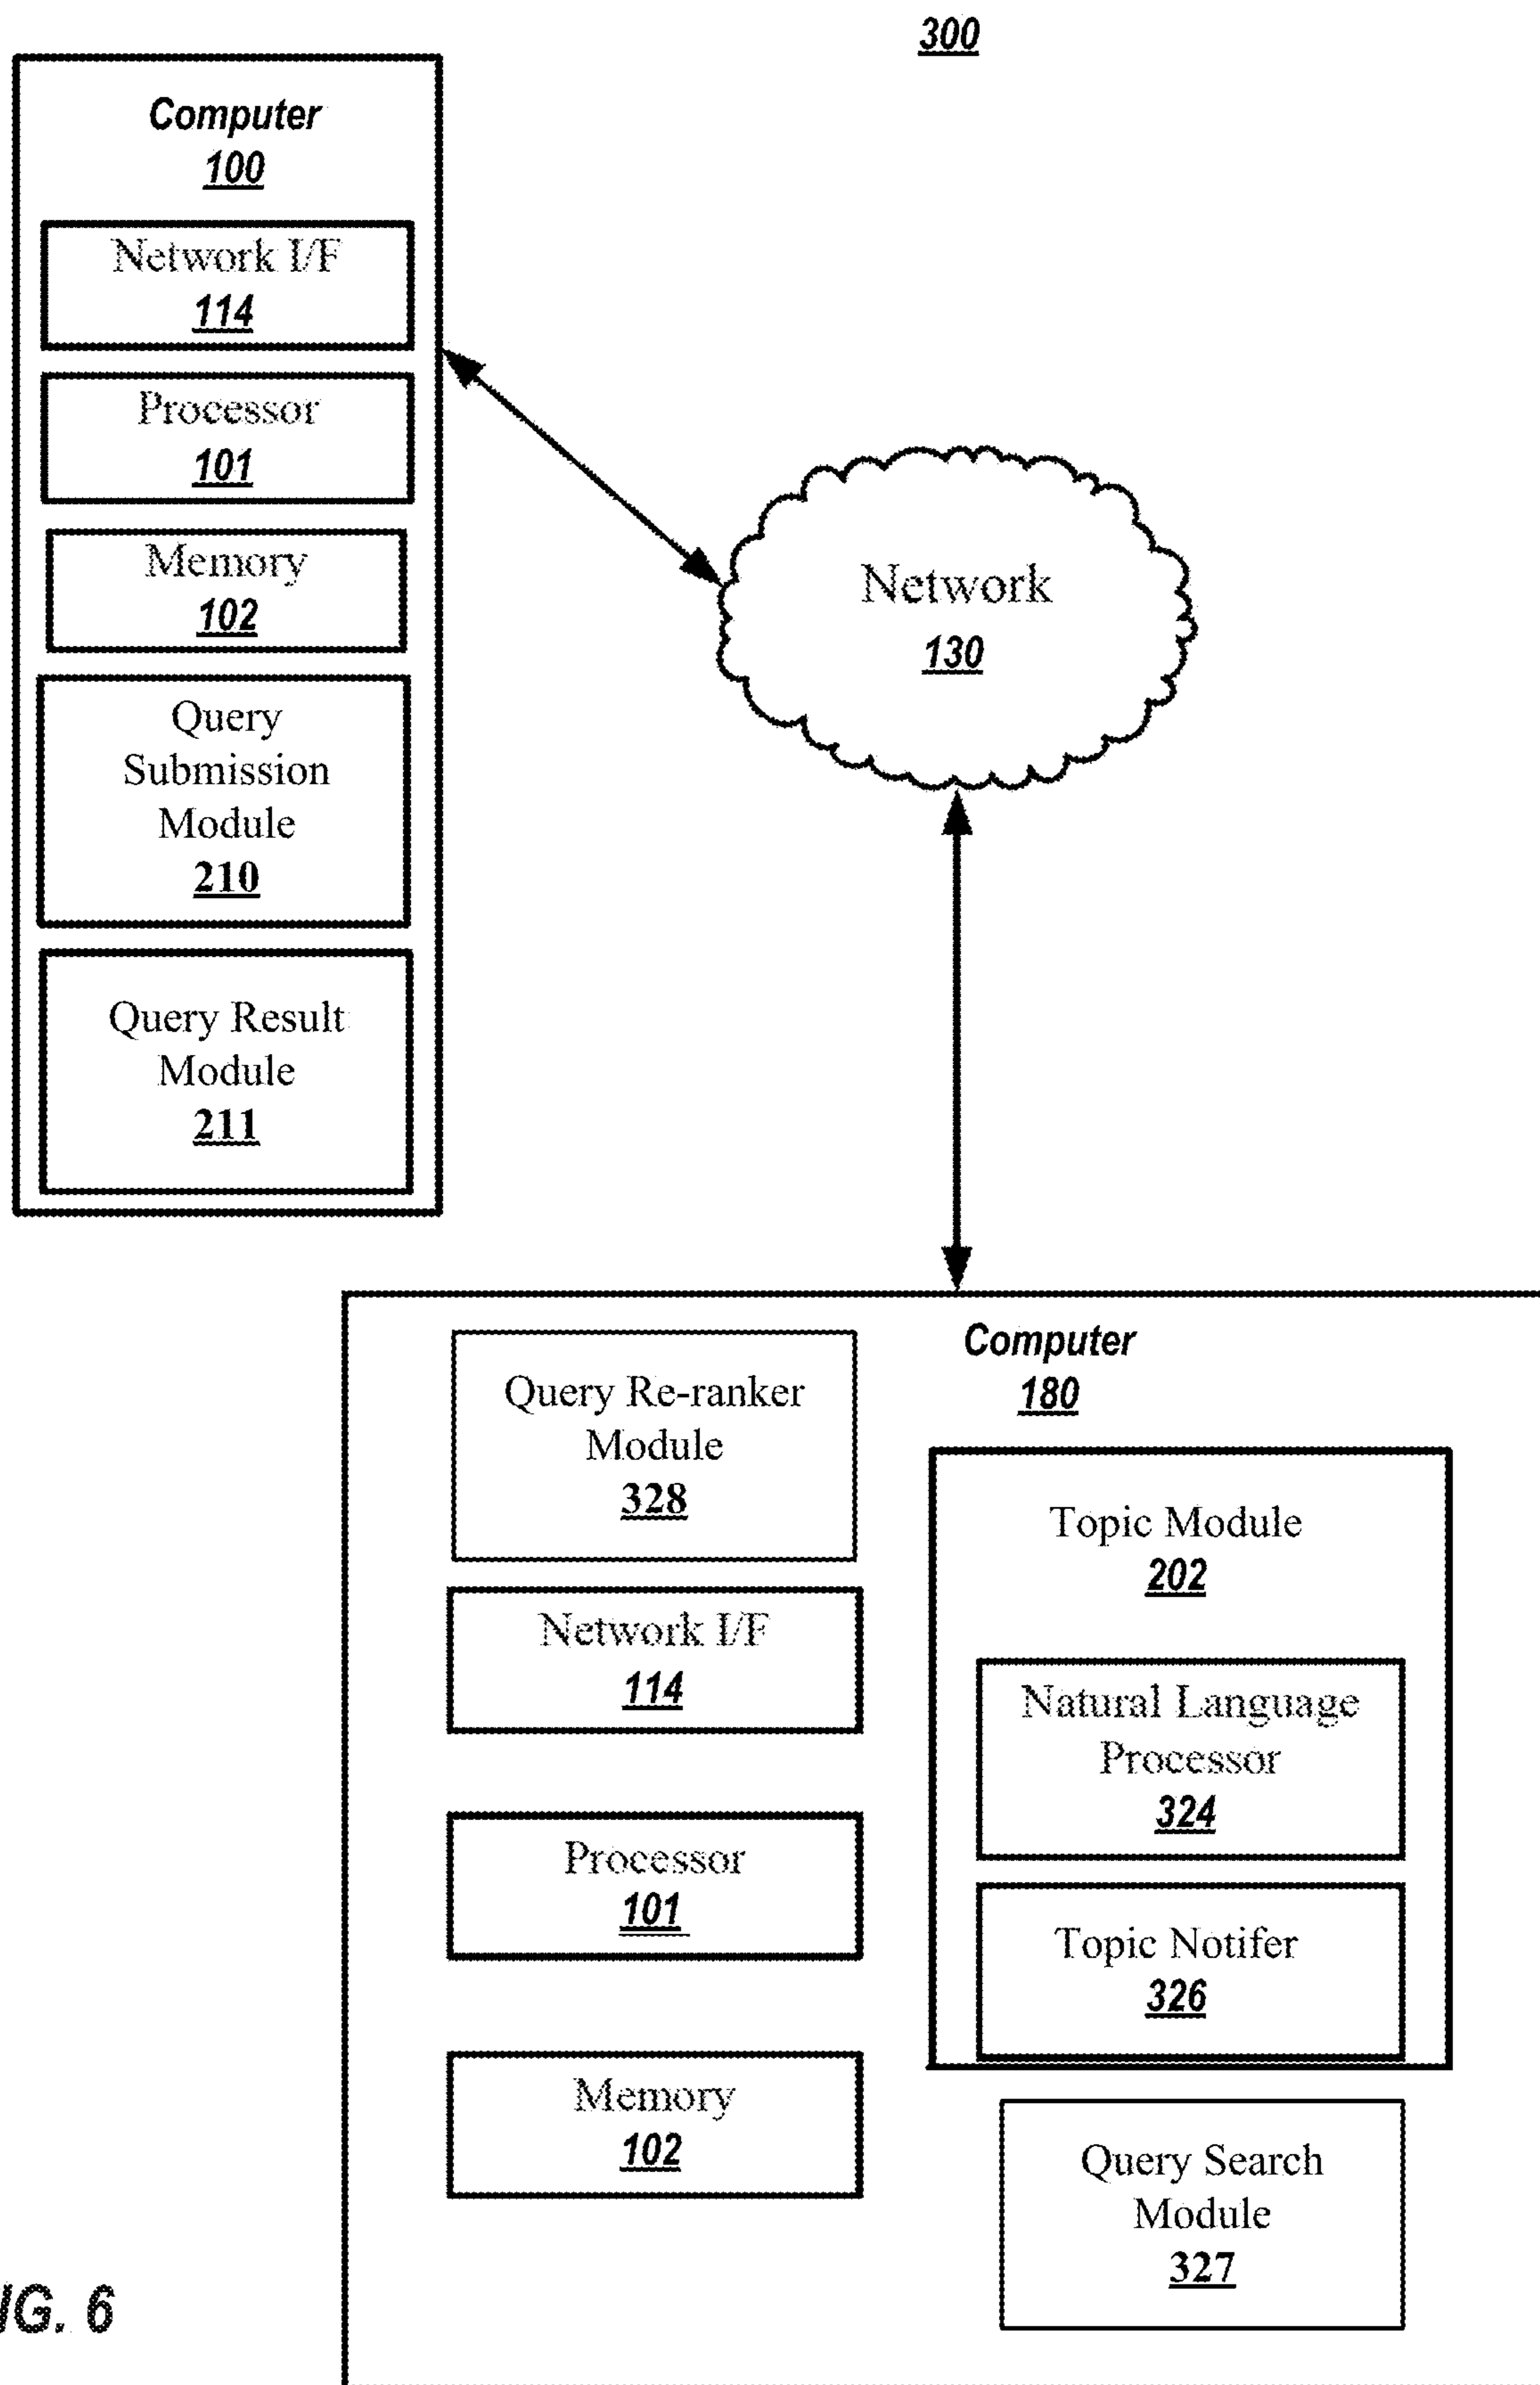 300
Computer
100
Network I/F
114
Processor
101
Memory
102
Query
Submission
Module
210
Query Result
Module
211
Network
130
Computer
180
Query Re-ranker
Module
328
Network I/F
114
Processor
101
Memory
102
Topic Module
202
Natural Language
Processor
324
Topic Notifer
326
Query Search
Module
327
IG. 6